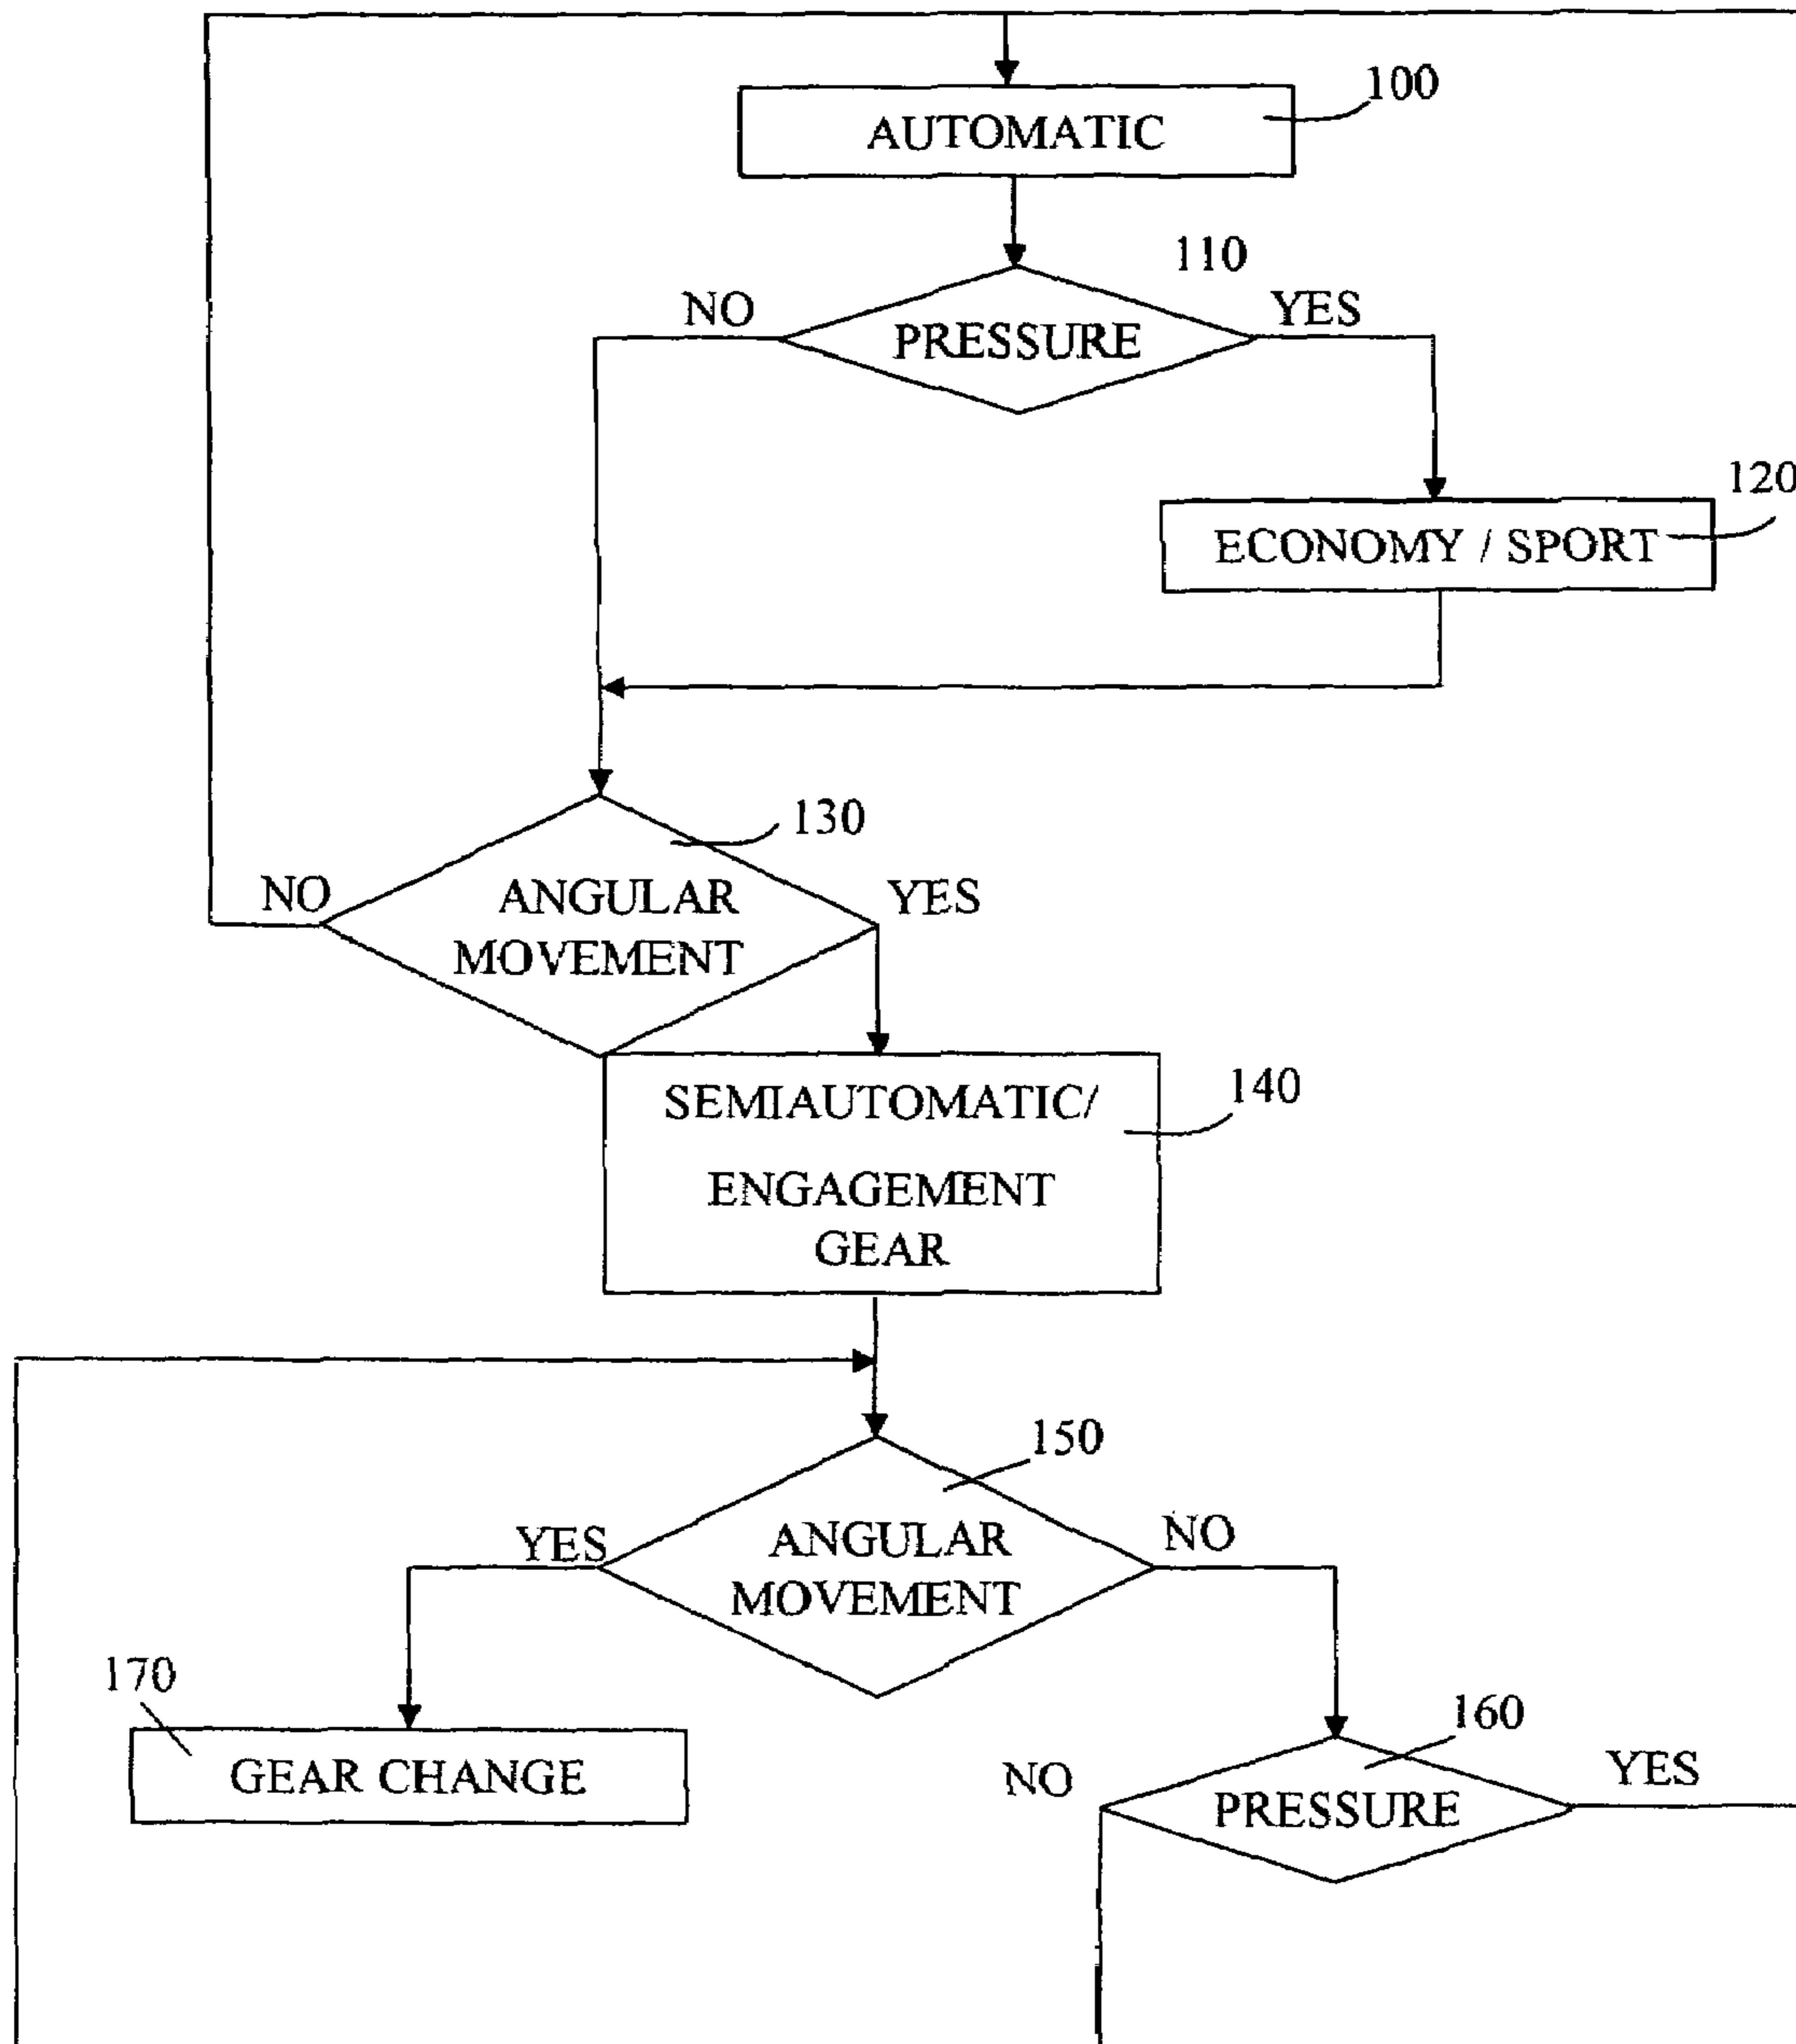 100
AUTOMATIC
110
NO
YES
PRESSURE
120
ECONOMY / SPORT
130
NO
YES
ANGULAR
MOVEMENT
140
SEMIAUTOMATIC/
ENGAGEMENT
GEAR
150
YES
NO
ANGULAR
MOVEMENT
170
GEAR CHANGE
160
NO
YES
PRESSURE